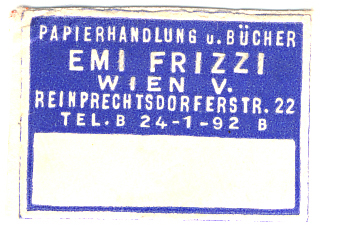 PAPIERHANDLUNG u. BÜCHER
EMI FRIZZI
WIEN V.
REINPRECHTSDORFERSTR. 22
TEL. B 24-1-92 B